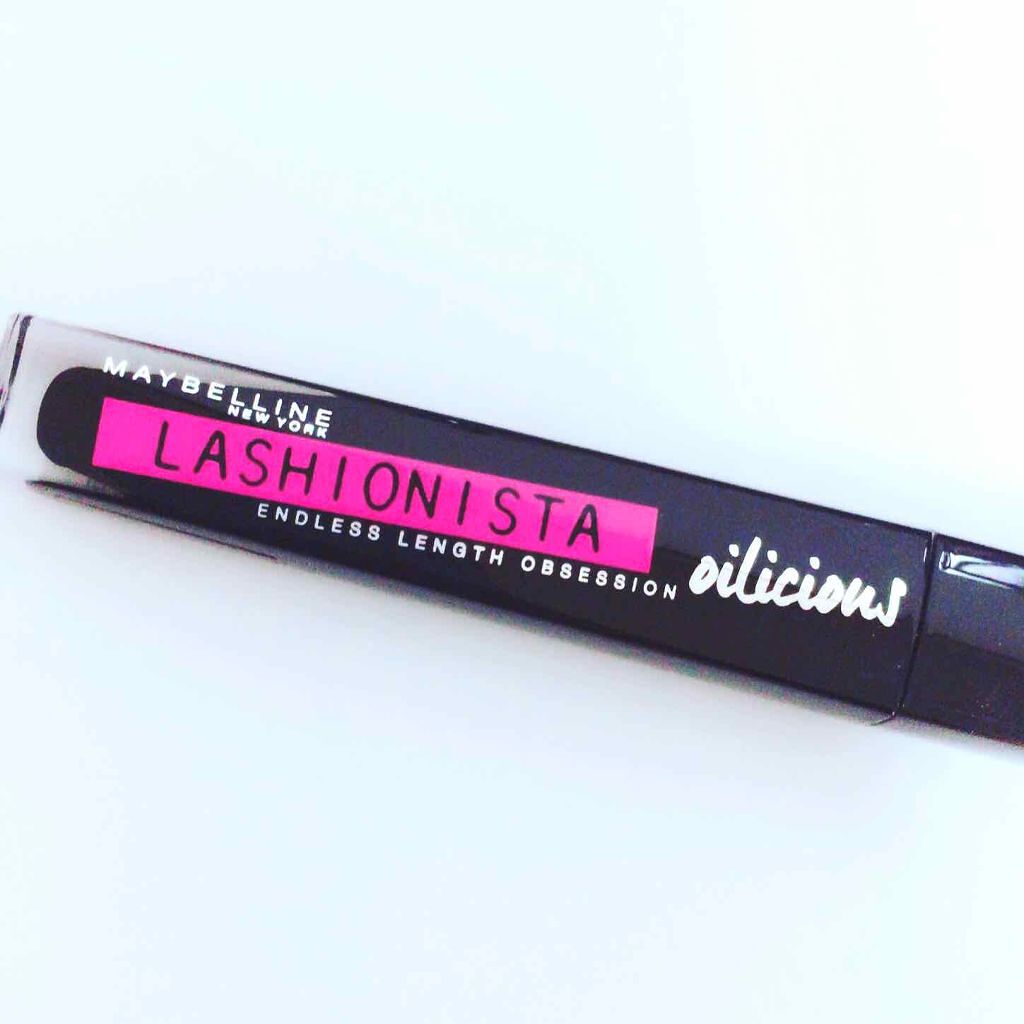 MAYBELLINE
NEW YORK
LASHIONISTA
ENDLESS LENGTH OBSESSION
oilicious